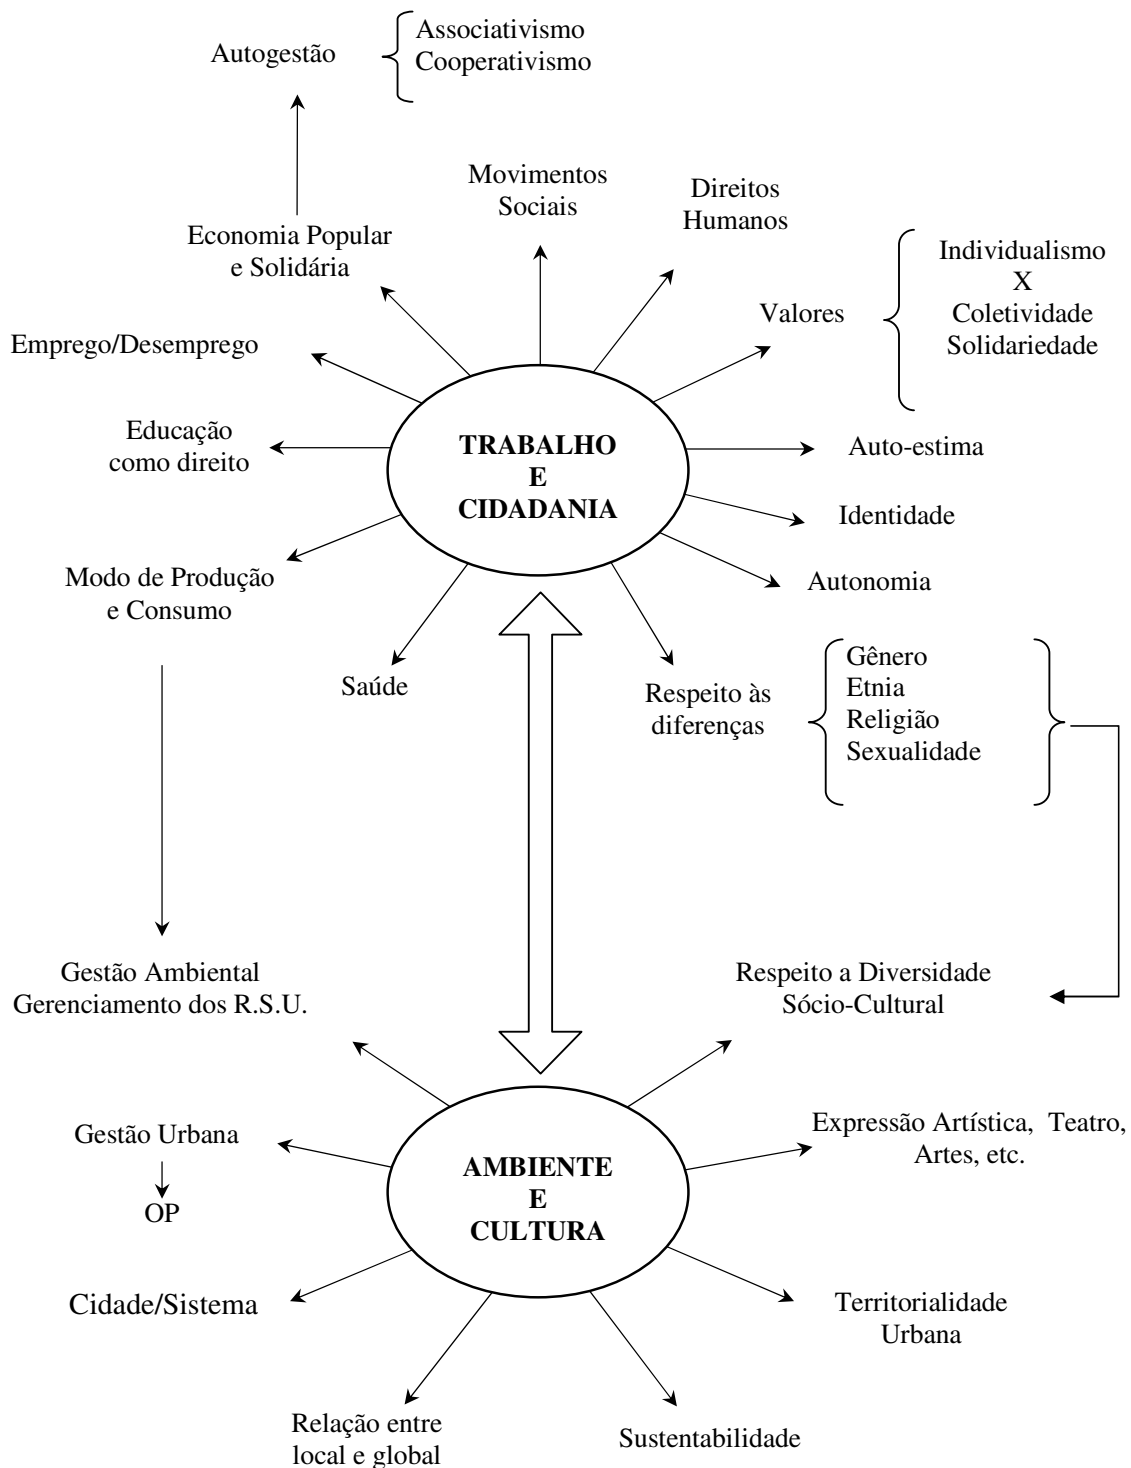 Associativismo
Autogestão
Cooperativismo
Movimentos
Sociais
Direitos
Humanos
Economia Popular
e Solidária
Individualismo
X
Coletividade
Solidariedade
Valores
Emprego/Desemprego
Educação
como direito
TRABALHO
E
CIDADANIA
Auto-estima
Identidade
Modo de Produção
e Consumo
Autonomia
Saúde
Respeito às
diferenças
Gênero
Etnia
Religião
Sexualidade
Gestão Ambiental
Gerenciamento dos R.S.U.
Respeito a Diversidade
Sócio-Cultural
Gestão Urbana
OP
AMBIENTE
E
CULTURA
Expressão Artística, Teatro,
Artes, etc.
Cidade/Sistema
Territorialidade
Urbana
Relação entre
local e global
Sustentabilidade